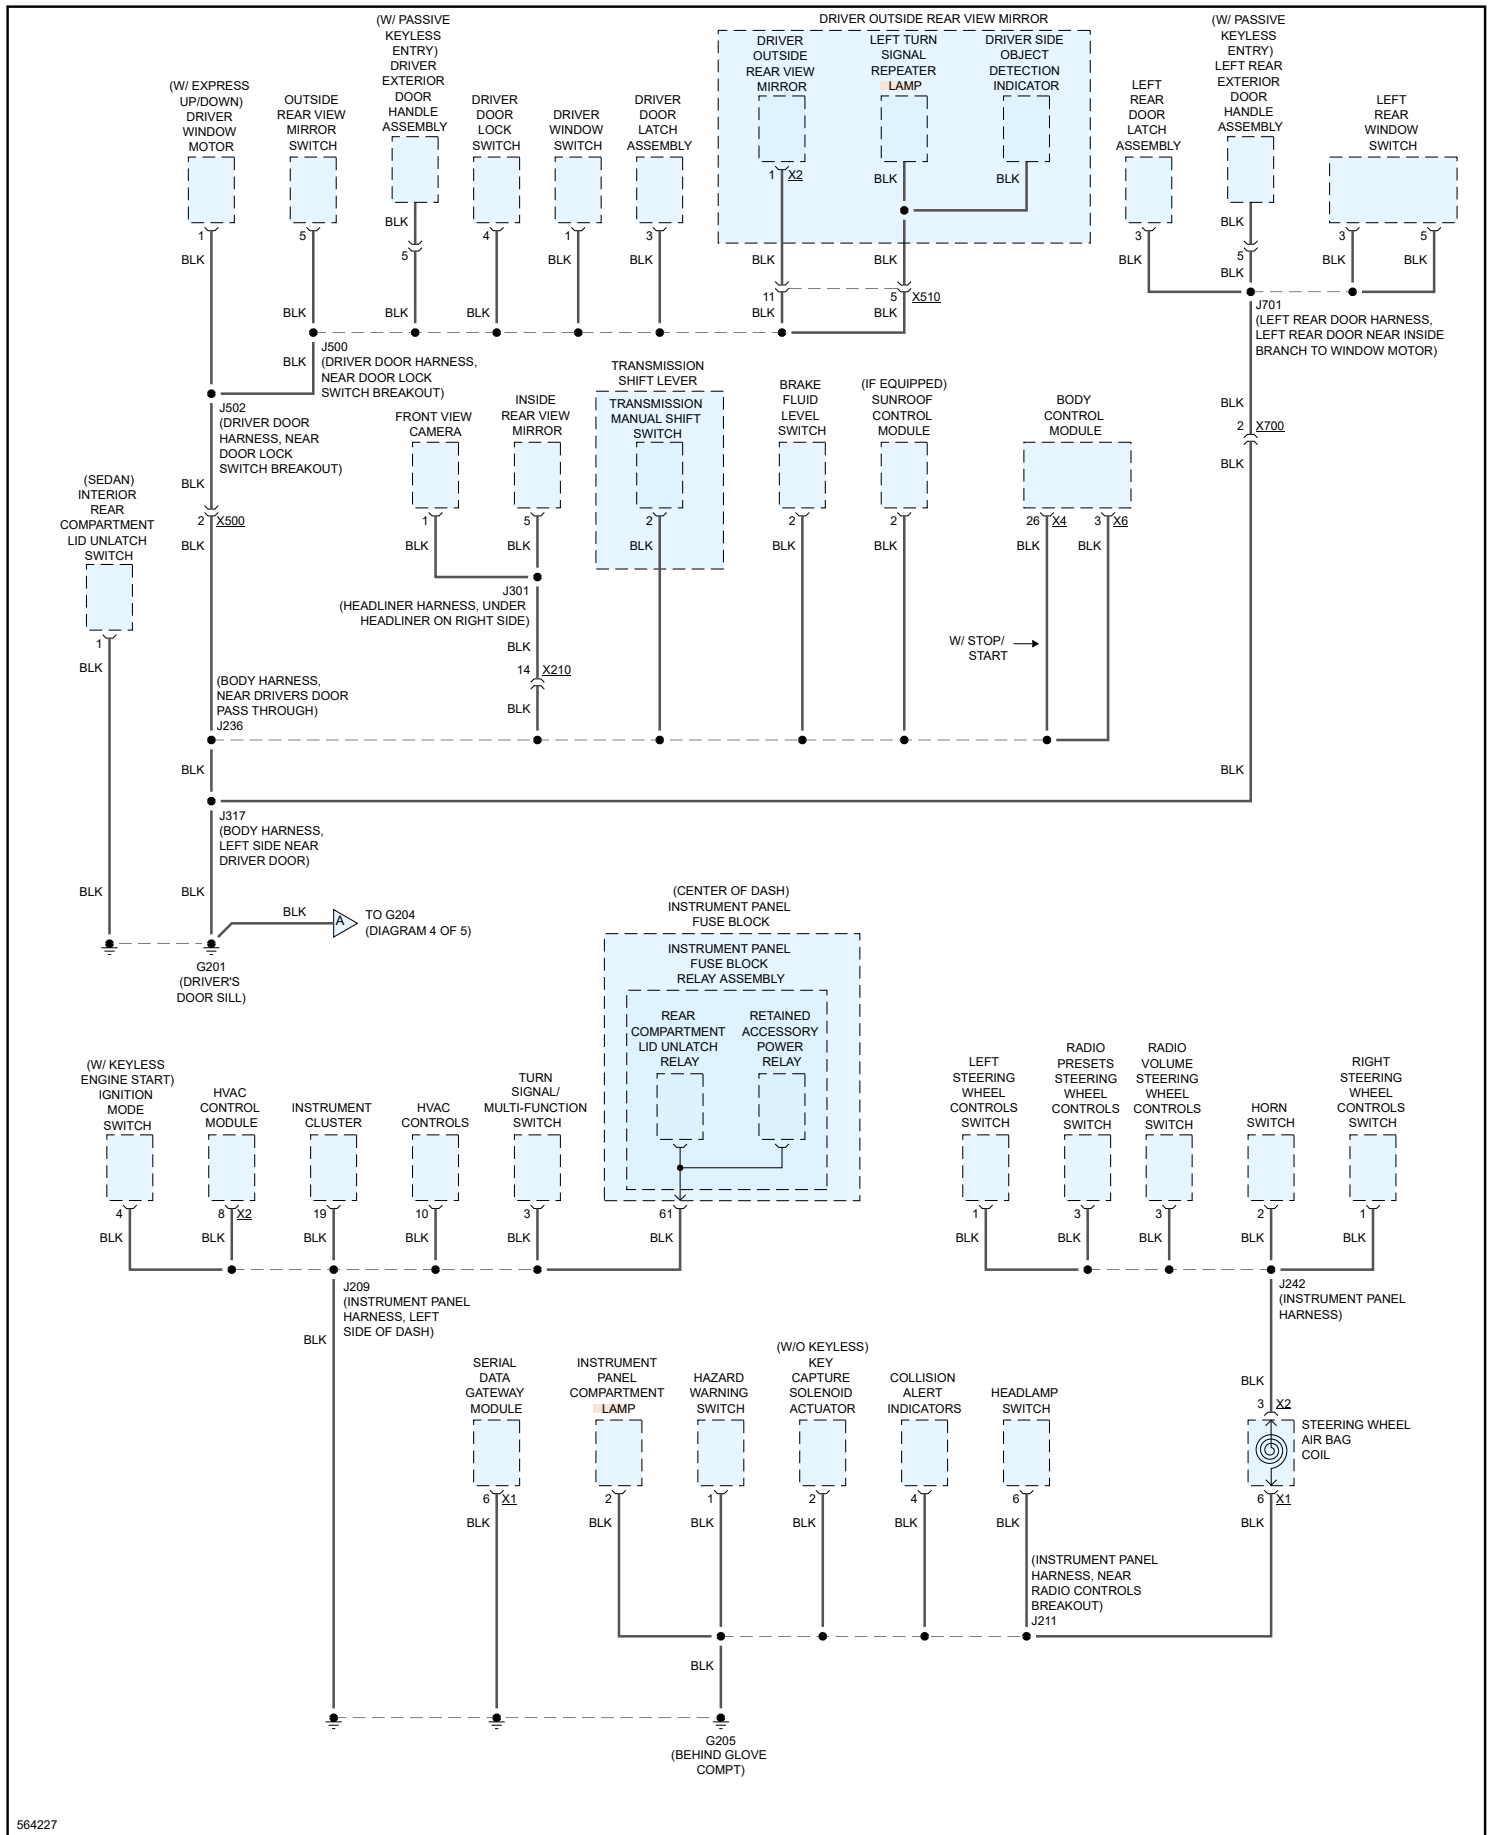 DRIVER OUTSIDE REAR VIEW MIRROR
(W/ EXPRESS
UP/DOWN)
DRIVER
WINDOW
MOTOR
1
BLK
OUTSIDE
REAR VIEW
MIRROR
SWITCH
5
BLK
(W/ PASSIVE
KEYLESS
ENTRY)
DRIVER
EXTERIOR
DOOR
HANDLE
ASSEMBLY
BLK
5
BLK
DRIVER
DOOR
LOCK
SWITCH
4
BLK
DRIVER
WINDOW
SWITCH
1
BLK
DRIVER
DOOR
LATCH
ASSEMBLY
3
BLK
DRIVER
OUTSIDE
REAR VIEW
MIRROR
1 X2
BLK
11
BLK
LEFT TURN
SIGNAL
REPEATER
LAMP
BLK
BLK
5 X510
BLK
DRIVER SIDE
OBJECT
DETECTION
INDICATOR
BLK
LEFT
REAR
DOOR
LATCH
ASSEMBLY
3
BLK
(W/ PASSIVE
KEYLESS
ENTRY)
LEFT REAR
EXTERIOR
DOOR
HANDLE
ASSEMBLY
BLK
5
BLK
LEFT
REAR
WINDOW
SWITCH
3
BLK
5
BLK
J701
(LEFT REAR DOOR HARNESS,
LEFT REAR DOOR NEAR INSIDE
BRANCH TO WINDOW MOTOR)
BLK
2 X700
BLK
BLK
BLK
J500
(DRIVER DOOR HARNESS,
NEAR DOOR LOCK
SWITCH BREAKOUT)
J502
(DRIVER DOOR
HARNESS, NEAR
DOOR LOCK
SWITCH BREAKOUT)
BLK
2 X500
BLK
(SEDAN)
INTERIOR
REAR
COMPARTMENT
LID UNLATCH
SWITCH
1
BLK
BLK
FRONT VIEW
CAMERA
1
BLK
INSIDE
REAR VIEW
MIRROR
5
BLK
J301
(HEADLINER HARNESS, UNDER
HEADLINER ON RIGHT SIDE)
BLK
14 X210
BLK
TRANSMISSION
SHIFT LEVER
TRANSMISSION
MANUAL SHIFT
SWITCH
2
BLK
BRAKE
FLUID
LEVEL
SWITCH
2
BLK
(IF EQUIPPED)
SUNROOF
CONTROL
MODULE
2
BLK
BODY
CONTROL
MODULE
26 X4
BLK
3 X6
BLK
W/ STOP/
START
(BODY HARNESS,
NEAR DRIVERS DOOR
PASS THROUGH)
J236
BLK
J317
(BODY HARNESS,
LEFT SIDE NEAR
DRIVER DOOR)
BLK
BLK
A
TO G204
(DIAGRAM 4 OF 5)
G201
(DRIVER'S
DOOR SILL)
(CENTER OF DASH)
INSTRUMENT PANEL
FUSE BLOCK
INSTRUMENT PANEL
FUSE BLOCK
RELAY ASSEMBLY
REAR
COMPARTMENT
LID UNLATCH
RELAY
RETAINED
ACCESSORY
POWER
RELAY
61
BLK
(W/ KEYLESS
ENGINE START)
IGNITION
MODE
SWITCH
4
BLK
HVAC
CONTROL
MODULE
8 X2
BLK
INSTRUMENT
CLUSTER
19
BLK
HVAC
CONTROLS
10
BLK
TURN
SIGNAL/
MULTI-FUNCTION
SWITCH
3
BLK
J209
(INSTRUMENT PANEL
HARNESS, LEFT
SIDE OF DASH)
BLK
LEFT
STEERING
WHEEL
CONTROLS
SWITCH
1
BLK
RADIO
PRESETS
STEERING
WHEEL
CONTROLS
SWITCH
3
BLK
RADIO
VOLUME
STEERING
WHEEL
CONTROLS
SWITCH
3
BLK
HORN
SWITCH
2
BLK
RIGHT
STEERING
WHEEL
CONTROLS
SWITCH
1
BLK
J242
(INSTRUMENT PANEL
HARNESS)
BLK
3 X2
STEERING WHEEL
AIR BAG
COIL
6 X1
BLK
SERIAL
DATA
GATEWAY
MODULE
6 X1
BLK
INSTRUMENT
PANEL
COMPARTMENT
LAMP
2
BLK
HAZARD
WARNING
SWITCH
1
BLK
(W/O KEYLESS)
KEY
CAPTURE
SOLENOID
ACTUATOR
2
BLK
COLLISION
ALERT
INDICATORS
4
BLK
HEADLAMP
SWITCH
6
BLK
(INSTRUMENT PANEL
HARNESS, NEAR
RADIO CONTROLS
BREAKOUT)
J211
BLK
G205
(BEHIND GLOVE
COMPT)
564227